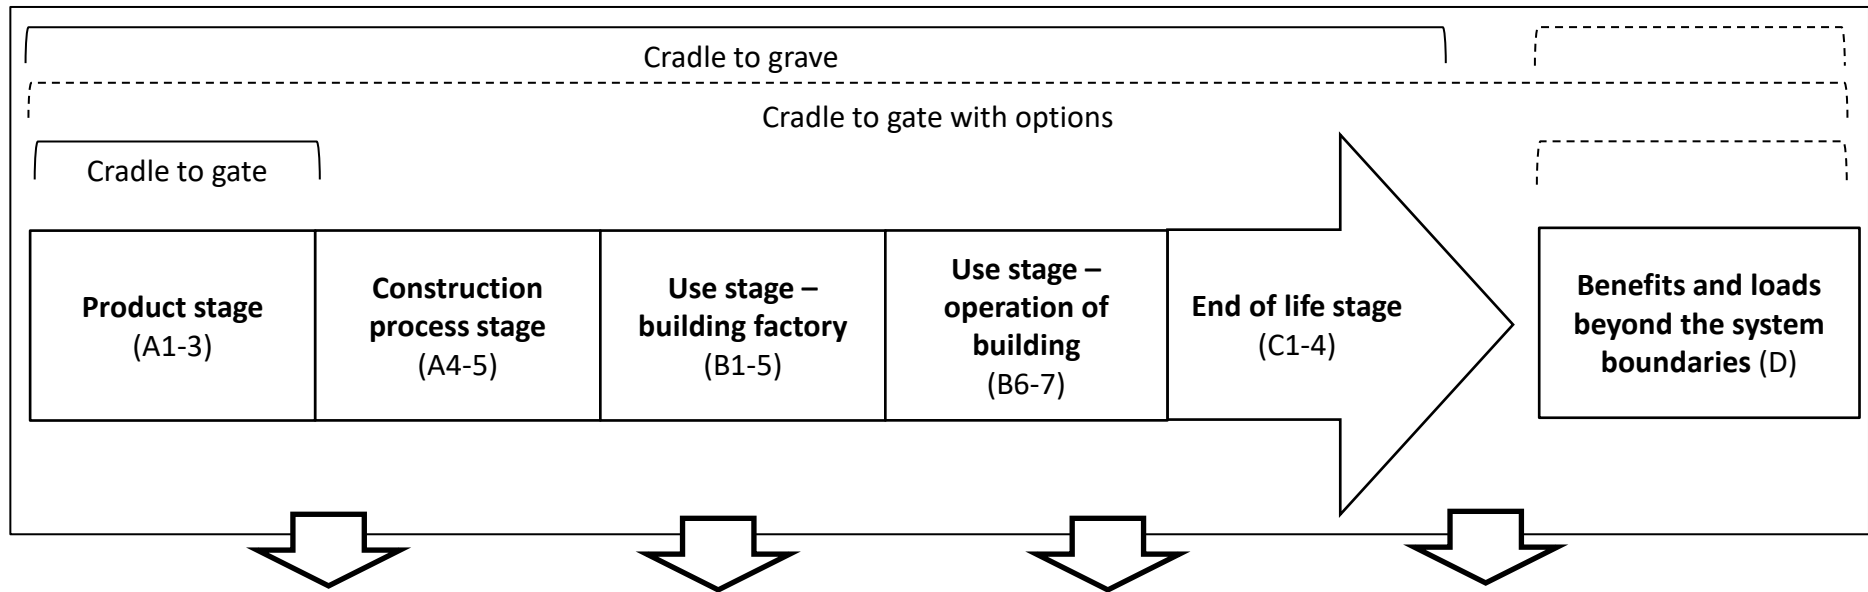 Cradle to grave
Cradle to gate with options
Cradle to gate
Product stage
(A1-3)
Construction
process stage
(A4-5)
Use stage –
building factory
(B1-5)
Use stage –
operation of
building
(B6-7)
End of life stage
(C1-4)
Benefits and loads
beyond the system
boundaries (D)